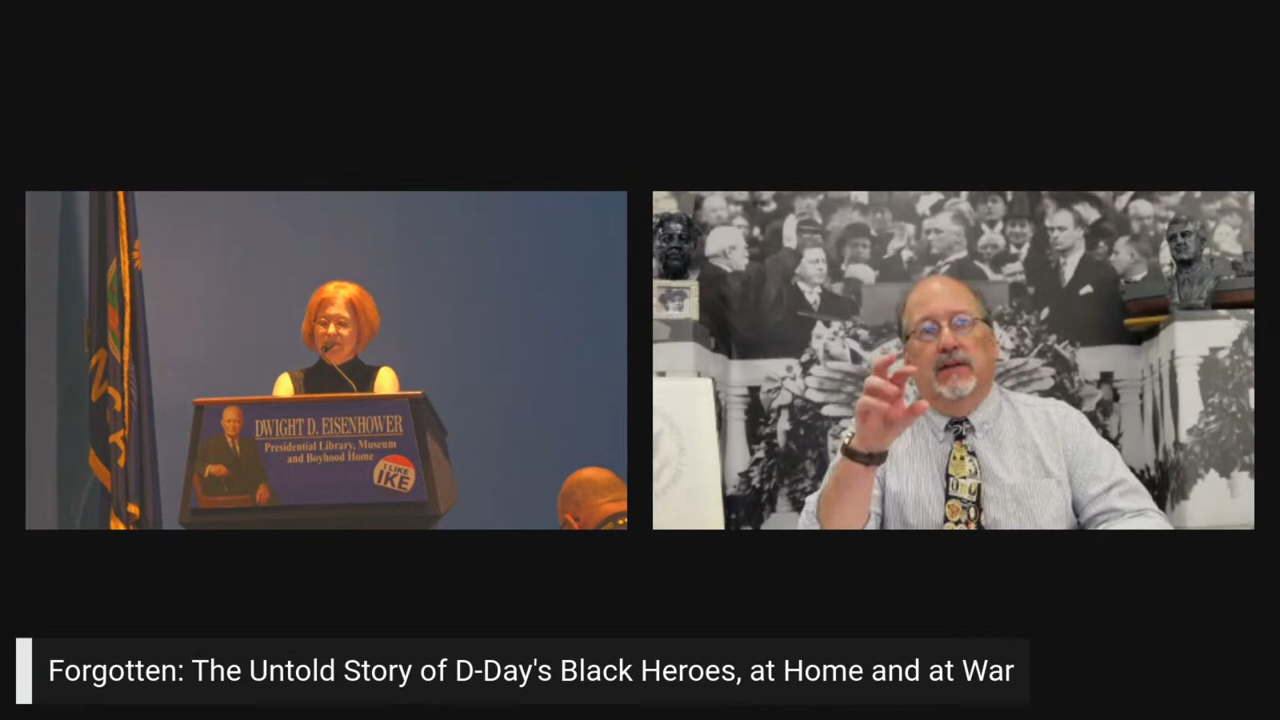 DWIGHT D. EISENHOWER
Presidential Library, Museum
and Boyhood Home
I LIKE
IKE
Forgotten: The Untold Story of D-Day's Black Heroes, at Home and at War